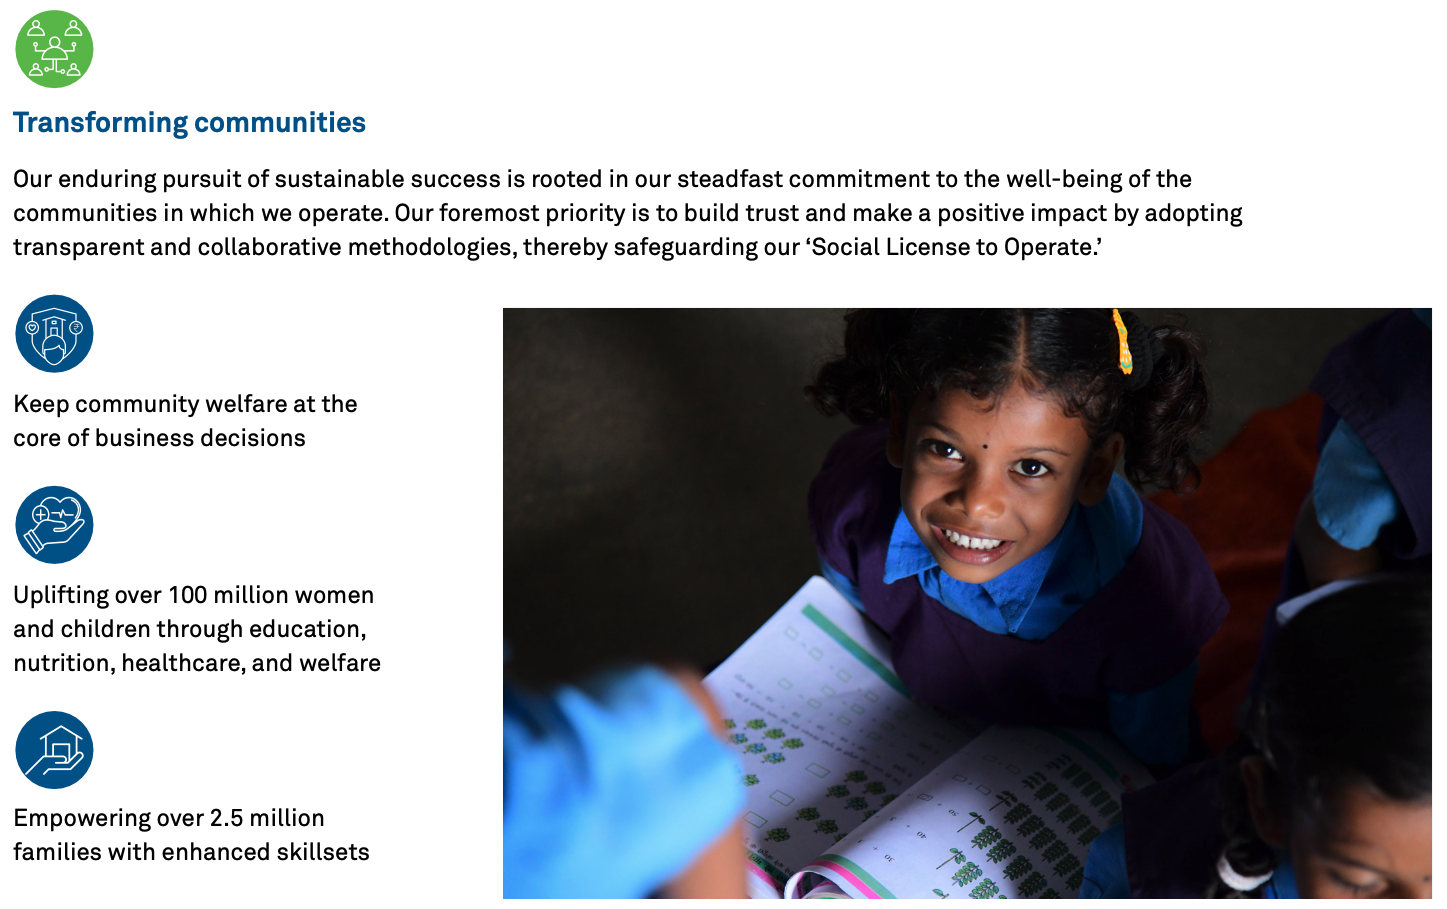 Transforming communities
Our enduring pursuit of sustainable success is rooted in our steadfast commitment to the well-being of the
communities in which we operate. Our foremost priority is to build trust and make a positive impact by adopting
transparent and collaborative methodologies, thereby safeguarding our ‘Social License to Operate.’
Keep community welfare at the
core of business decisions
Uplifting over 100 million women
and children through education,
nutrition, healthcare, and welfare
Empowering over 2.5 million
families with enhanced skillsets